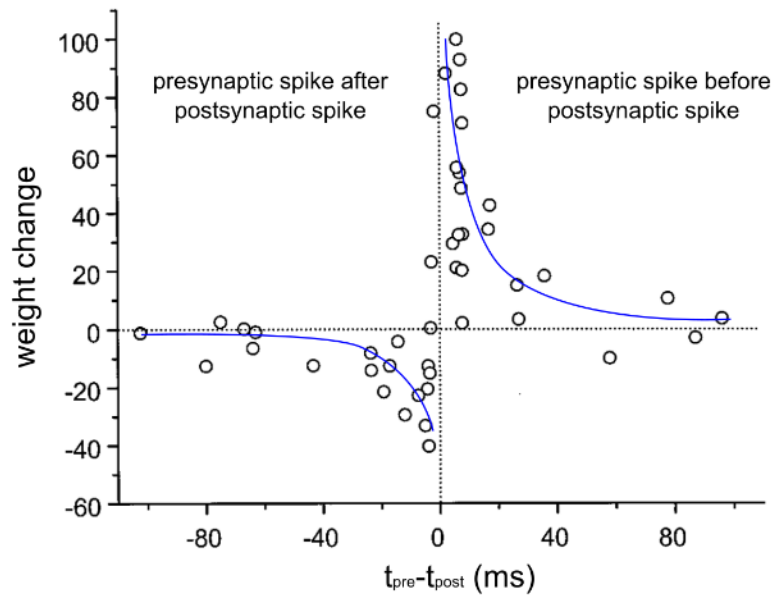 100
80
60
40
20
0
-20
-40
-60
weight change
presynaptic spike after
postsynaptic spike
presynaptic spike before
postsynaptic spike
-80
-40
0
40
80
tpre-tpost (ms)